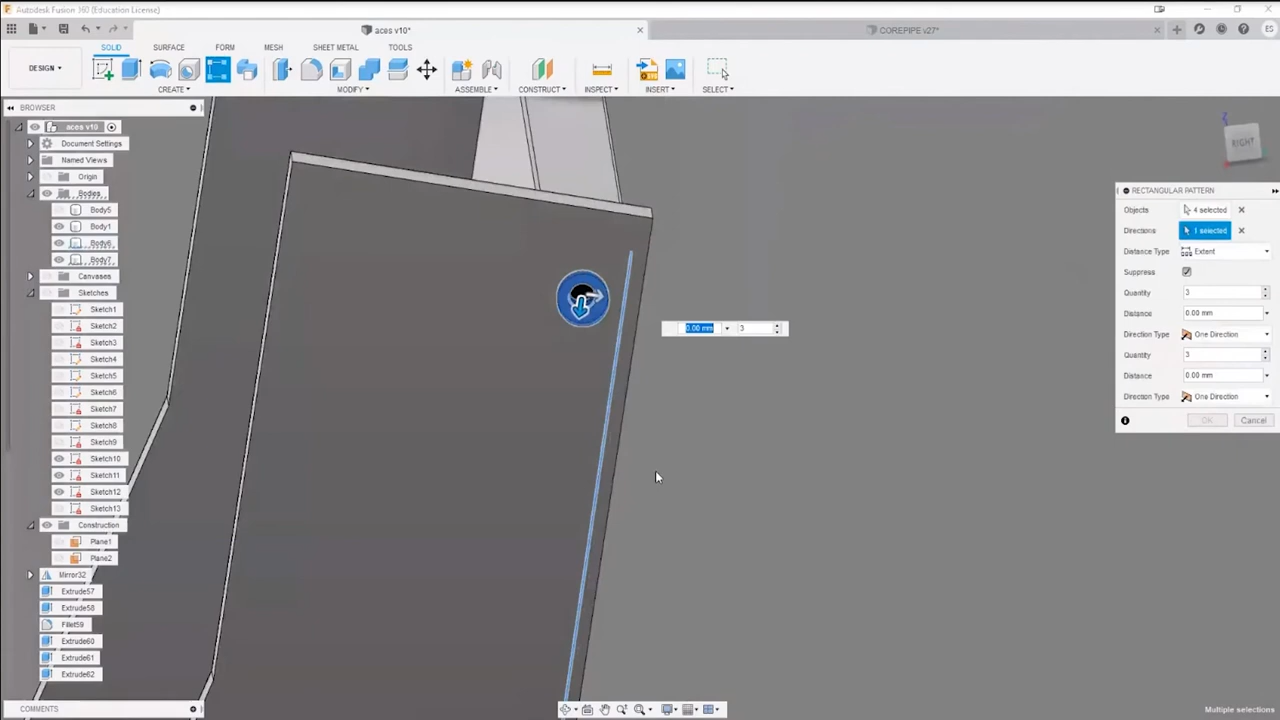 Autodesk Fusion 360 (Education License)
aces v10*
COREPIPE v27*
ES
SOLID SURFACE FORM MESH SHEET METAL TOOLS
DESIGN
CREATE MODIFY ASSEMBLE CONSTRUCT INSPECT INSERT SELECT
BROWSER
aces v10
Document Settings
Named Views
Origin
Bodies
Body5
Body1
Body6
Body7
Canvases
Sketches
Sketch1
Sketch2
Sketch3
Sketch4
Sketch5
Sketch6
Sketch7
Sketch8
Sketch9
Sketch10
Sketch11
Sketch12
Sketch13
Construction
Plane1
Plane2
Mirror32
Extrude57
Extrude58
Fillet59
Extrude60
Extrude61
Extrude62
COMMENTS
Z
RIGHT
RECTANGULAR PATTERN
Objects 4 selected
Directions 1 selected
Distance Type Extent
Suppress
Quantity 3
Distance 0.00 mm
Direction Type One Direction
Quantity 3
Distance 0.00 mm
Direction Type One Direction
OK Cancel
0.00 mm 3
Multiple selections